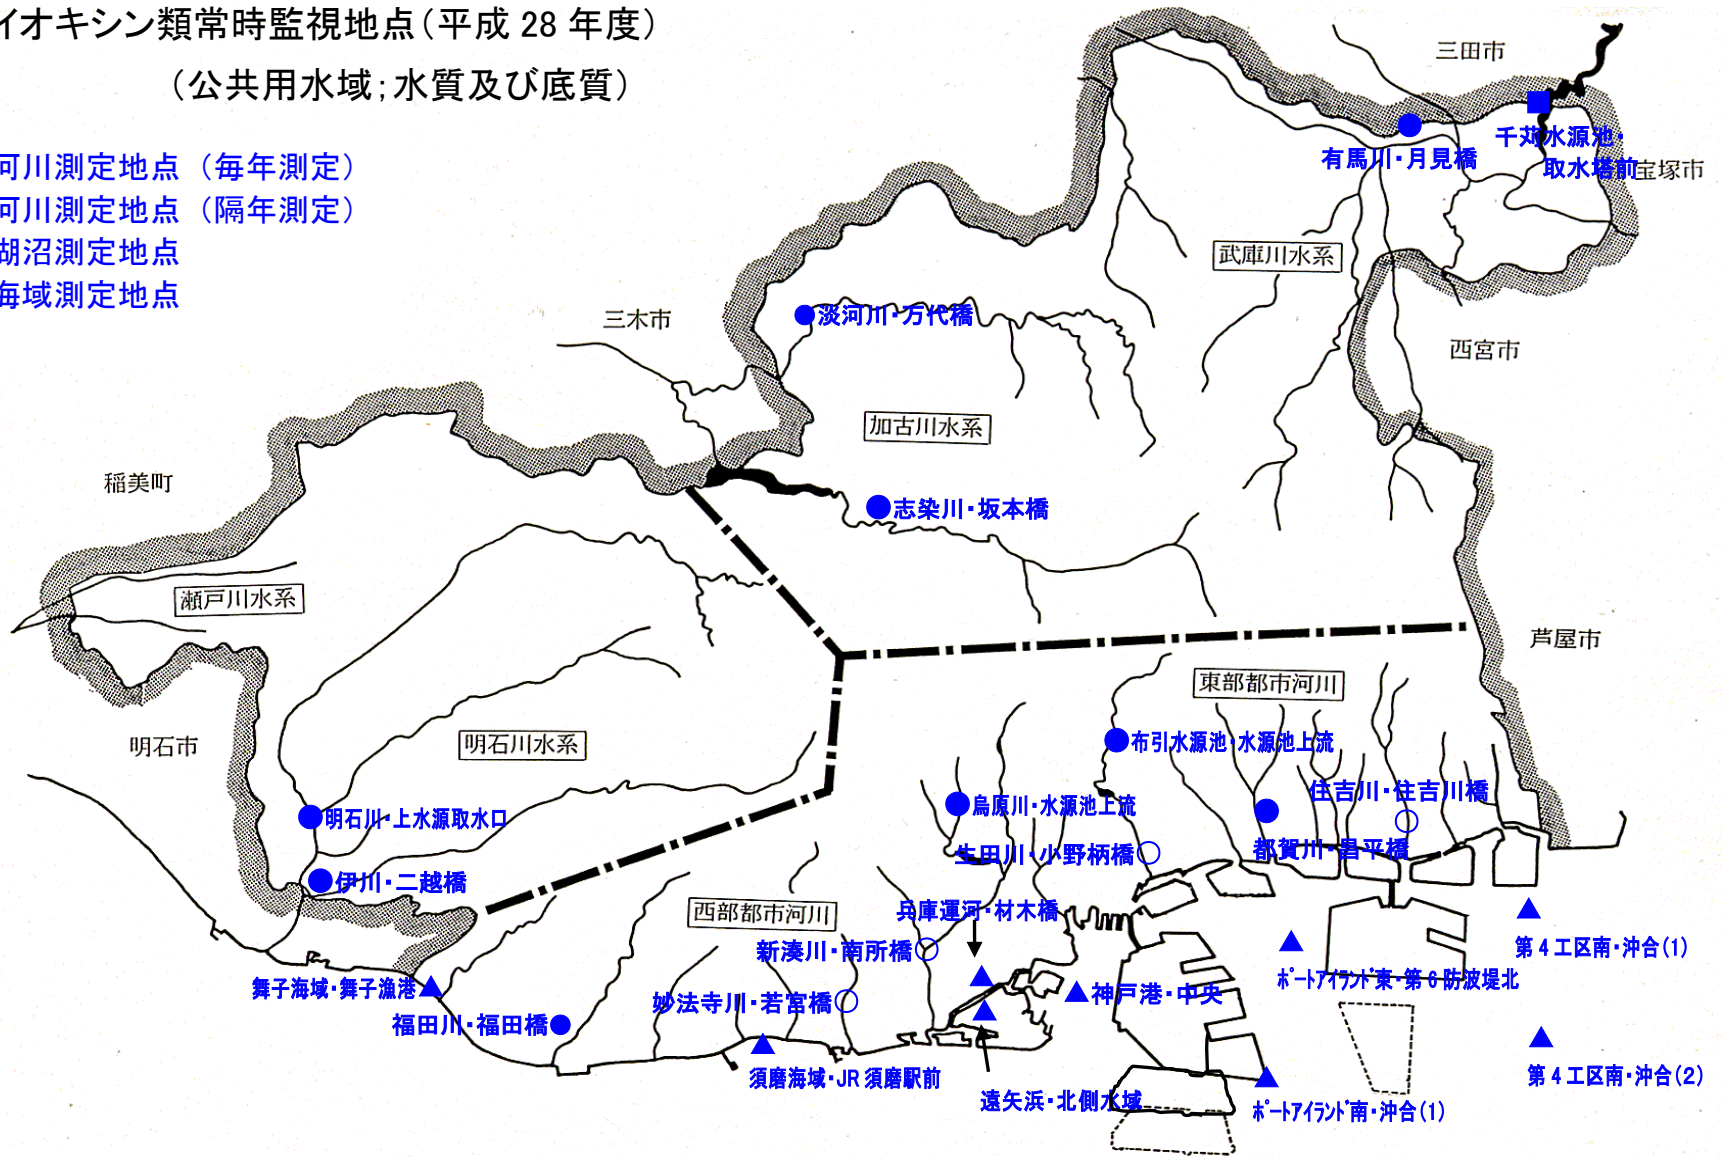 イオキシン類常時監視地点(平成 28 年度)
(公共用水域;水質及び底質)
河川測定地点 (毎年測定)
河川測定地点 (隔年測定)
湖沼測定地点
海域測定地点
三田市
千苅水源池・
取水塔前
宝塚市
有馬川・月見橋
武庫川水系
三木市
淡河川・万代橋
西宮市
加古川水系
稲美町
志染川・坂本橋
瀬戸川水系
芦屋市
東部都市河川
明石市
明石川水系
布引水源池・水源池上流
住吉川・住吉川橋
烏原川・水源池上流
明石川・上水源取水口
都賀川・昌平橋
生田川・小野柄橋
伊川・二越橋
西部都市河川
兵庫運河・材木橋
新湊川・南所橋
第4工区南・沖合(1)
ポートアイランド東・第6防波堤北
舞子海域・舞子漁港
妙法寺川・若宮橋
神戸港・中央
福田川・福田橋
須磨海域・JR 須磨駅前
第4工区南・沖合(2)
遠矢浜・北側水域
ポートアイランド南・沖合(1)